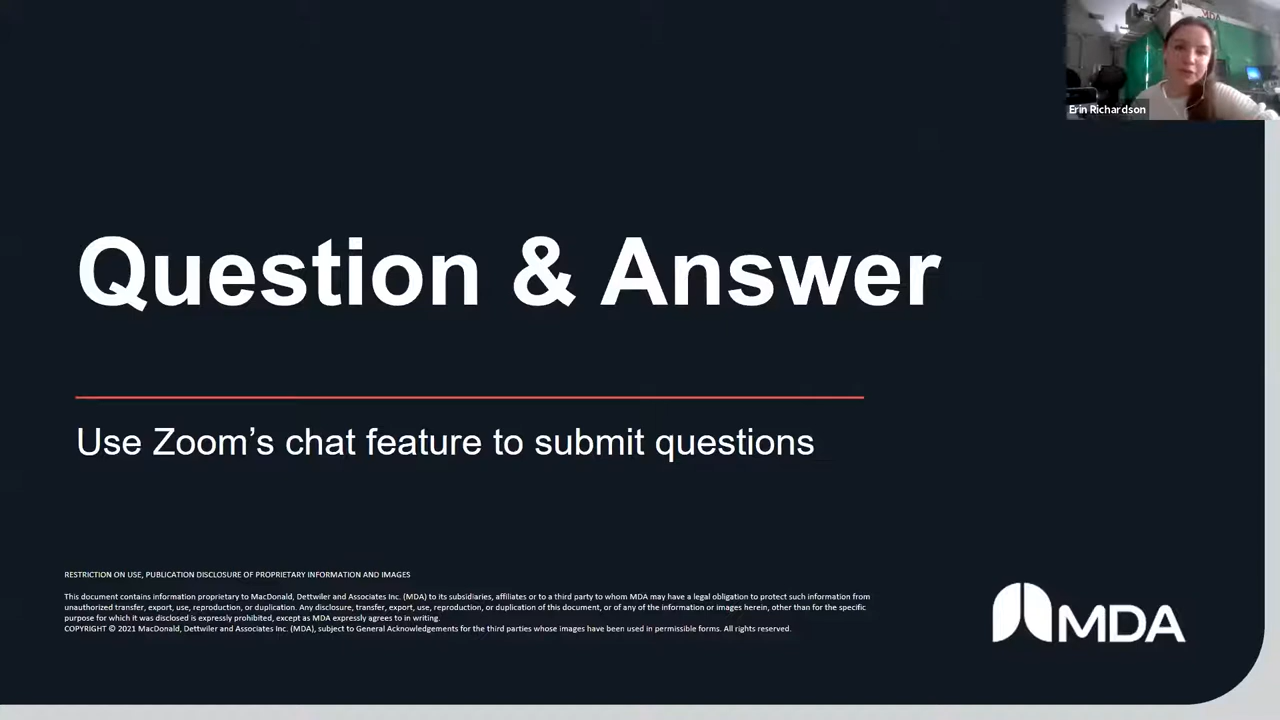 MDA
Erin Richardson
Question & Answer
Use Zoom’s chat feature to submit questions
RESTRICTION ON USE, PUBLICATION DISCLOSURE OF PROPRIETARY INFORMATION AND IMAGES
This document contains information proprietary to MacDonald, Dettwiler and Associates Inc. (MDA) to its subsidiaries, affiliates or to a third party to whom MDA may have a legal obligation to protect such information from
unauthorized transfer, export, use, reproduction, or duplication. Any disclosure, transfer, export, use, reproduction, or duplication of this document, or of any of the information or images herein, other than for the specific
purpose for which it was disclosed is expressly prohibited, except as MDA expressly agrees to in writing.
COPYRIGHT © 2021 MacDonald, Dettwiler and Associates Inc. (MDA), subject to General Acknowledgements for the third parties whose images have been used in permissible forms. All rights reserved.
MDA